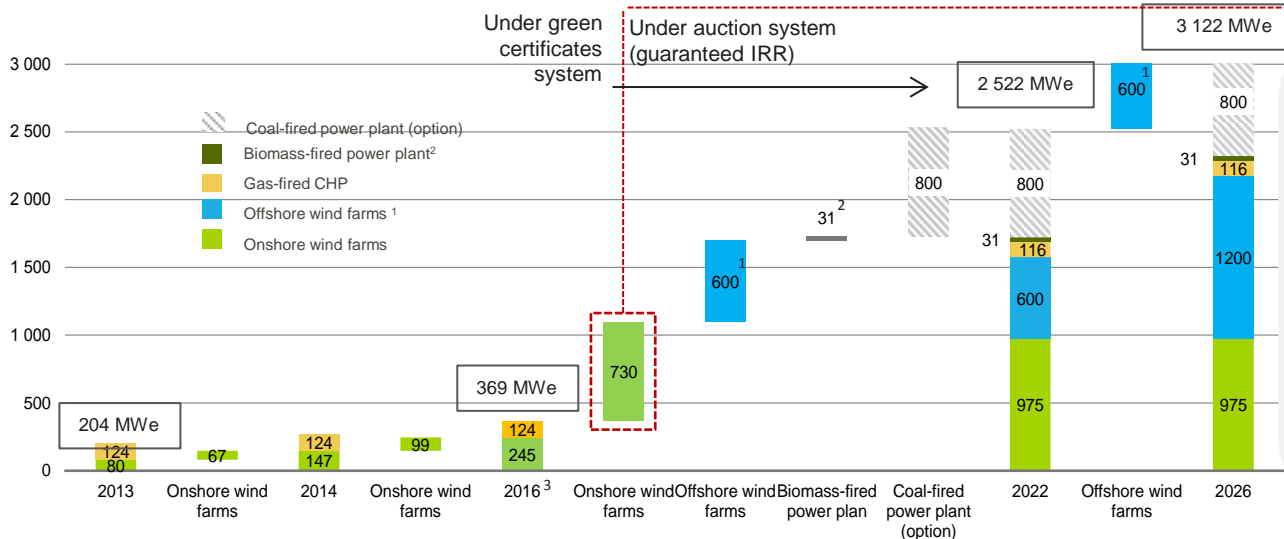 Under green
certificates
system
Under auction system
(guaranteed IRR)
3 122 MWe
2 522 MWe
369 MWe
204 MWe
3 000
2 500
2 000
1 500
1 000
500
0
Coal-fired power plant (option)
Biomass-fired power plant²
Gas-fired CHP
Offshore wind farms ¹
Onshore wind farms
124
80
67
124
147
99
124
245
730
600 1
31 2
800
800
31
116
600
975
600 1
800
31
116
1200
975
2013
Onshore wind
farms
2014
Onshore wind
farms
2016 3
Onshore wind
farms
Offshore wind
farms
Biomass-fired
power plan
Coal-fired
power plant
(option)
2022
Offshore wind
farms
2026